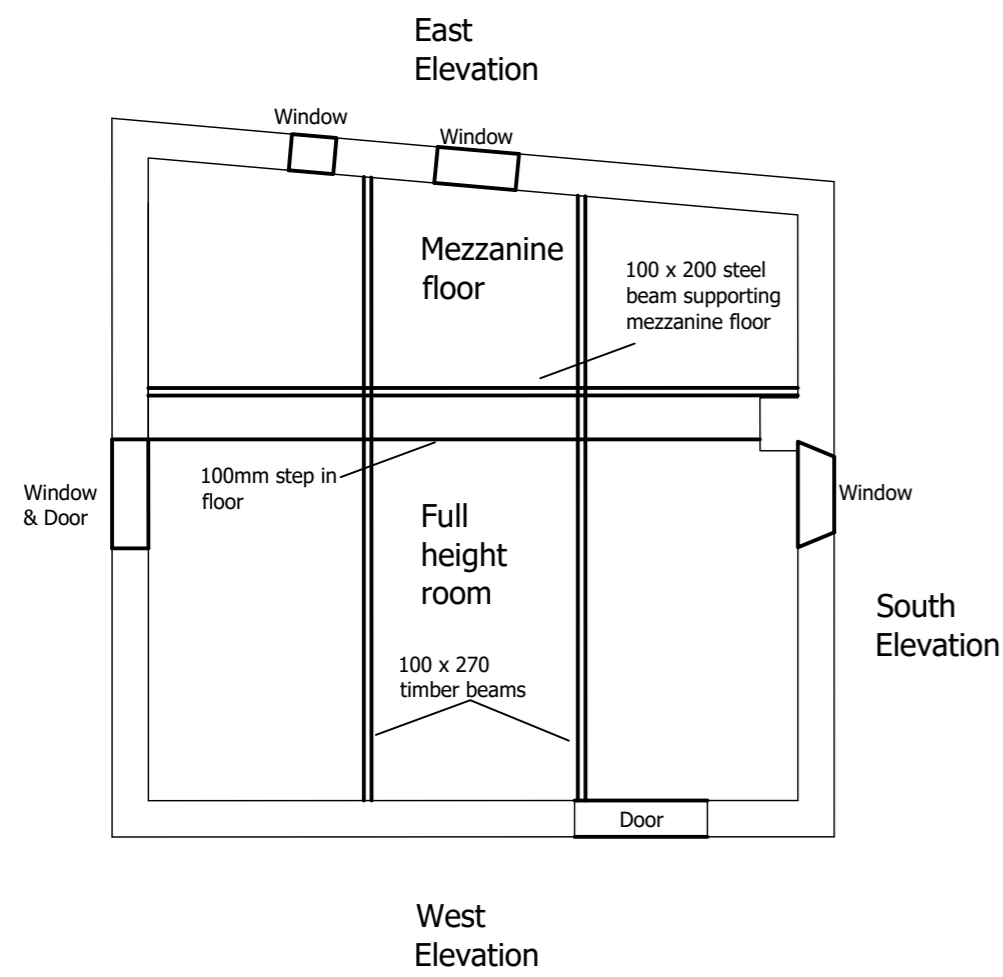 East
Elevation
Window
Window
Mezzanine
floor
100 x 200 steel
beam supporting
mezzanine floor
100mm step in
floor
Window
& Door
Window
Full
height
room
South
Elevation
100 x 270
timber beams
Door
West
Elevation